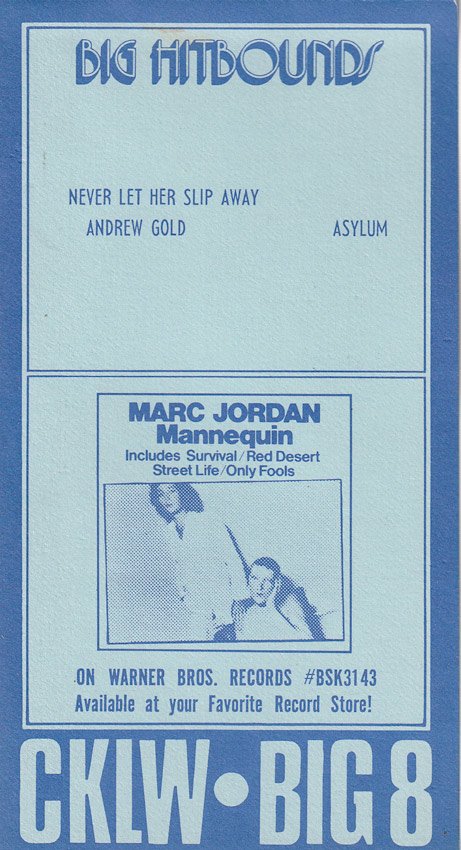 BIG HITBOUNDS
NEVER LET HER SLIP AWAY
ANDREW GOLD ASYLUM
MARC JORDAN
Mannequin
Includes Survival/Red Desert
Street Life/Only Fools
ON WARNER BROS. RECORDS #BSK3143
Available at your Favorite Record Store!
CKLW•BIG 8